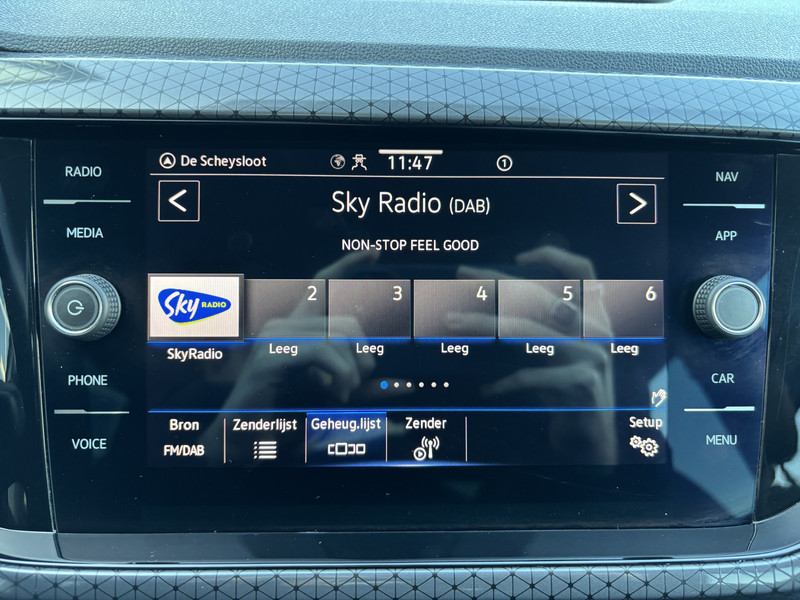 RADIO
MEDIA
PHONE
VOICE
De Scheysloot 11:47 1
Sky Radio (DAB)
NON-STOP FEEL GOOD
Sky RADIO 2 3 4 5 6
SkyRadio Leeg Leeg Leeg Leeg Leeg
Bron Zenderlijst Geheug.lijst Zender Setup
FM/DAB
NAV
APP
CAR
MENU